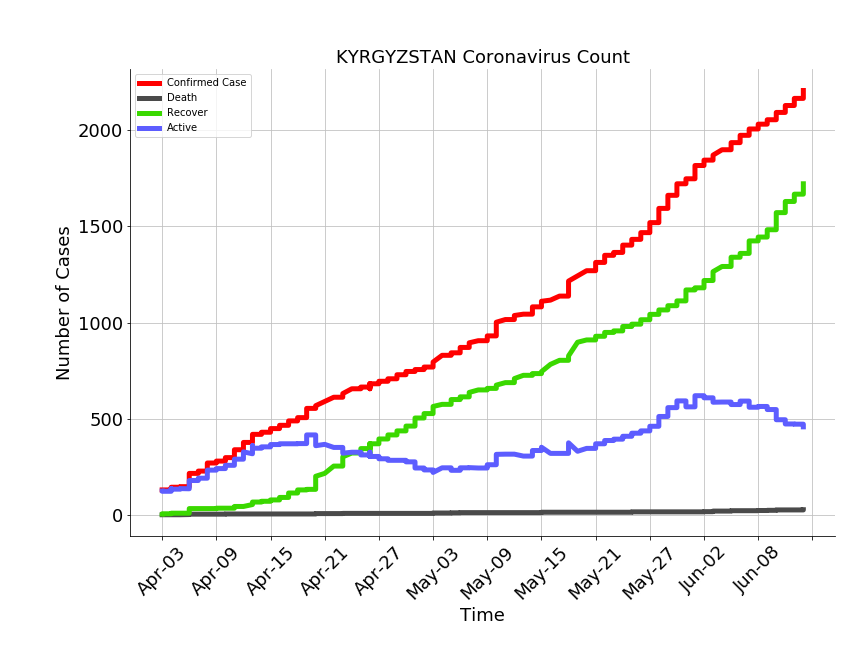 KYRGYZSTAN Coronavirus Count
Confirmed Case
Death
Recover
Active
Number of Cases
2000
1500
1000
500
0
Apr-03
Apr-09
Apr-15
Apr-21
Apr-27
May-03
May-09
May-15
May-21
May-27
Jun-02
Jun-08
Time